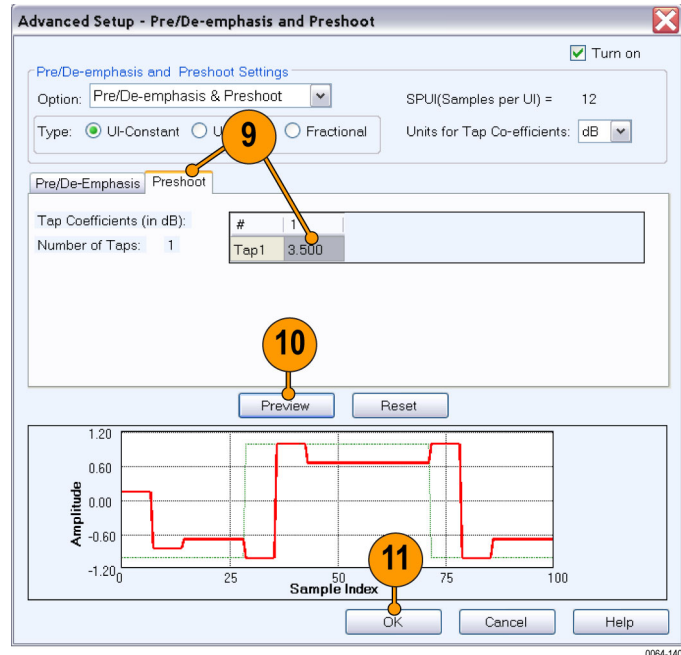 Advanced Setup - Pre/De-emphasis and Preshoot
Turn on
Pre/De-emphasis and Preshoot Settings
Option: Pre/De-emphasis & Preshoot
SPUI(Samples per UI) = 12
Type: UI-Constant U Fractional
Units for Tap Co-efficients: dB
9
Pre/De-Emphasis Preshoot
Tap Coefficients (in dB):
# 1
Number of Taps: 1
Tap1 3.500
10
Preview Reset
1.20
0.60
0.00
-0.60
-1.20
Amplitude
0 25 50 75 100
Sample Index
11
OK Cancel Help
0064-140